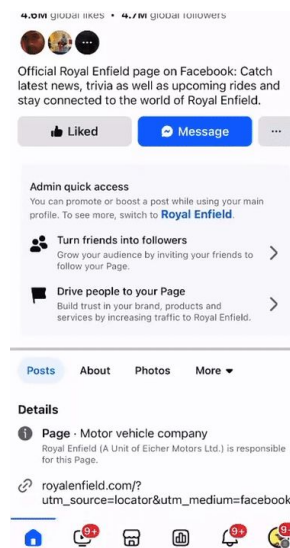 4.6M global likes • 4.7M global followers
Official Royal Enfield page on Facebook: Catch
latest news, trivia as well as upcoming rides and
stay connected to the world of Royal Enfield.
Liked
Message
Admin quick access
You can promote or boost a post while using your main
profile. To see more, switch to Royal Enfield.
Turn friends into followers
Grow your audience by inviting your friends to
follow your Page.
Drive people to your Page
Build trust in your brand, products and
services by increasing traffic to Royal Enfield.
Posts
About
Photos
More
Details
Page · Motor vehicle company
Royal Enfield (A Unit of Eicher Motors Ltd.) is responsible
for this Page.
royalenfield.com/?
utm_source=locator&utm_medium=facebook
9+
9+
9+